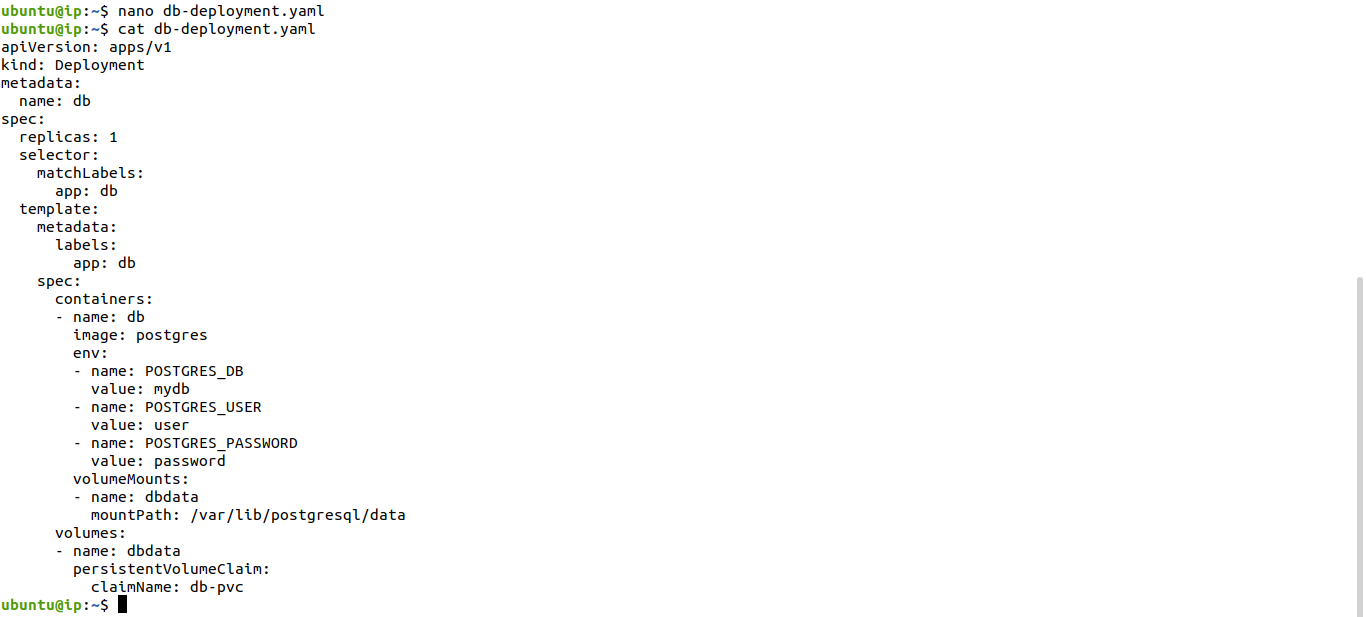 ubuntu@ip:~$ nano db-deployment.yaml
ubuntu@ip:~$ cat db-deployment.yaml
apiVersion: apps/v1
kind: Deployment
metadata:
  name: db
spec:
  replicas: 1
  selector:
    matchLabels:
      app: db
  template:
    metadata:
      labels:
        app: db
    spec:
      containers:
      - name: db
        image: postgres
        env:
        - name: POSTGRES_DB
          value: mydb
        - name: POSTGRES_USER
          value: user
        - name: POSTGRES_PASSWORD
          value: password
        volumeMounts:
        - name: dbdata
          mountPath: /var/lib/postgresql/data
      volumes:
      - name: dbdata
        persistentVolumeClaim:
          claimName: db-pvc
ubuntu@ip:~$